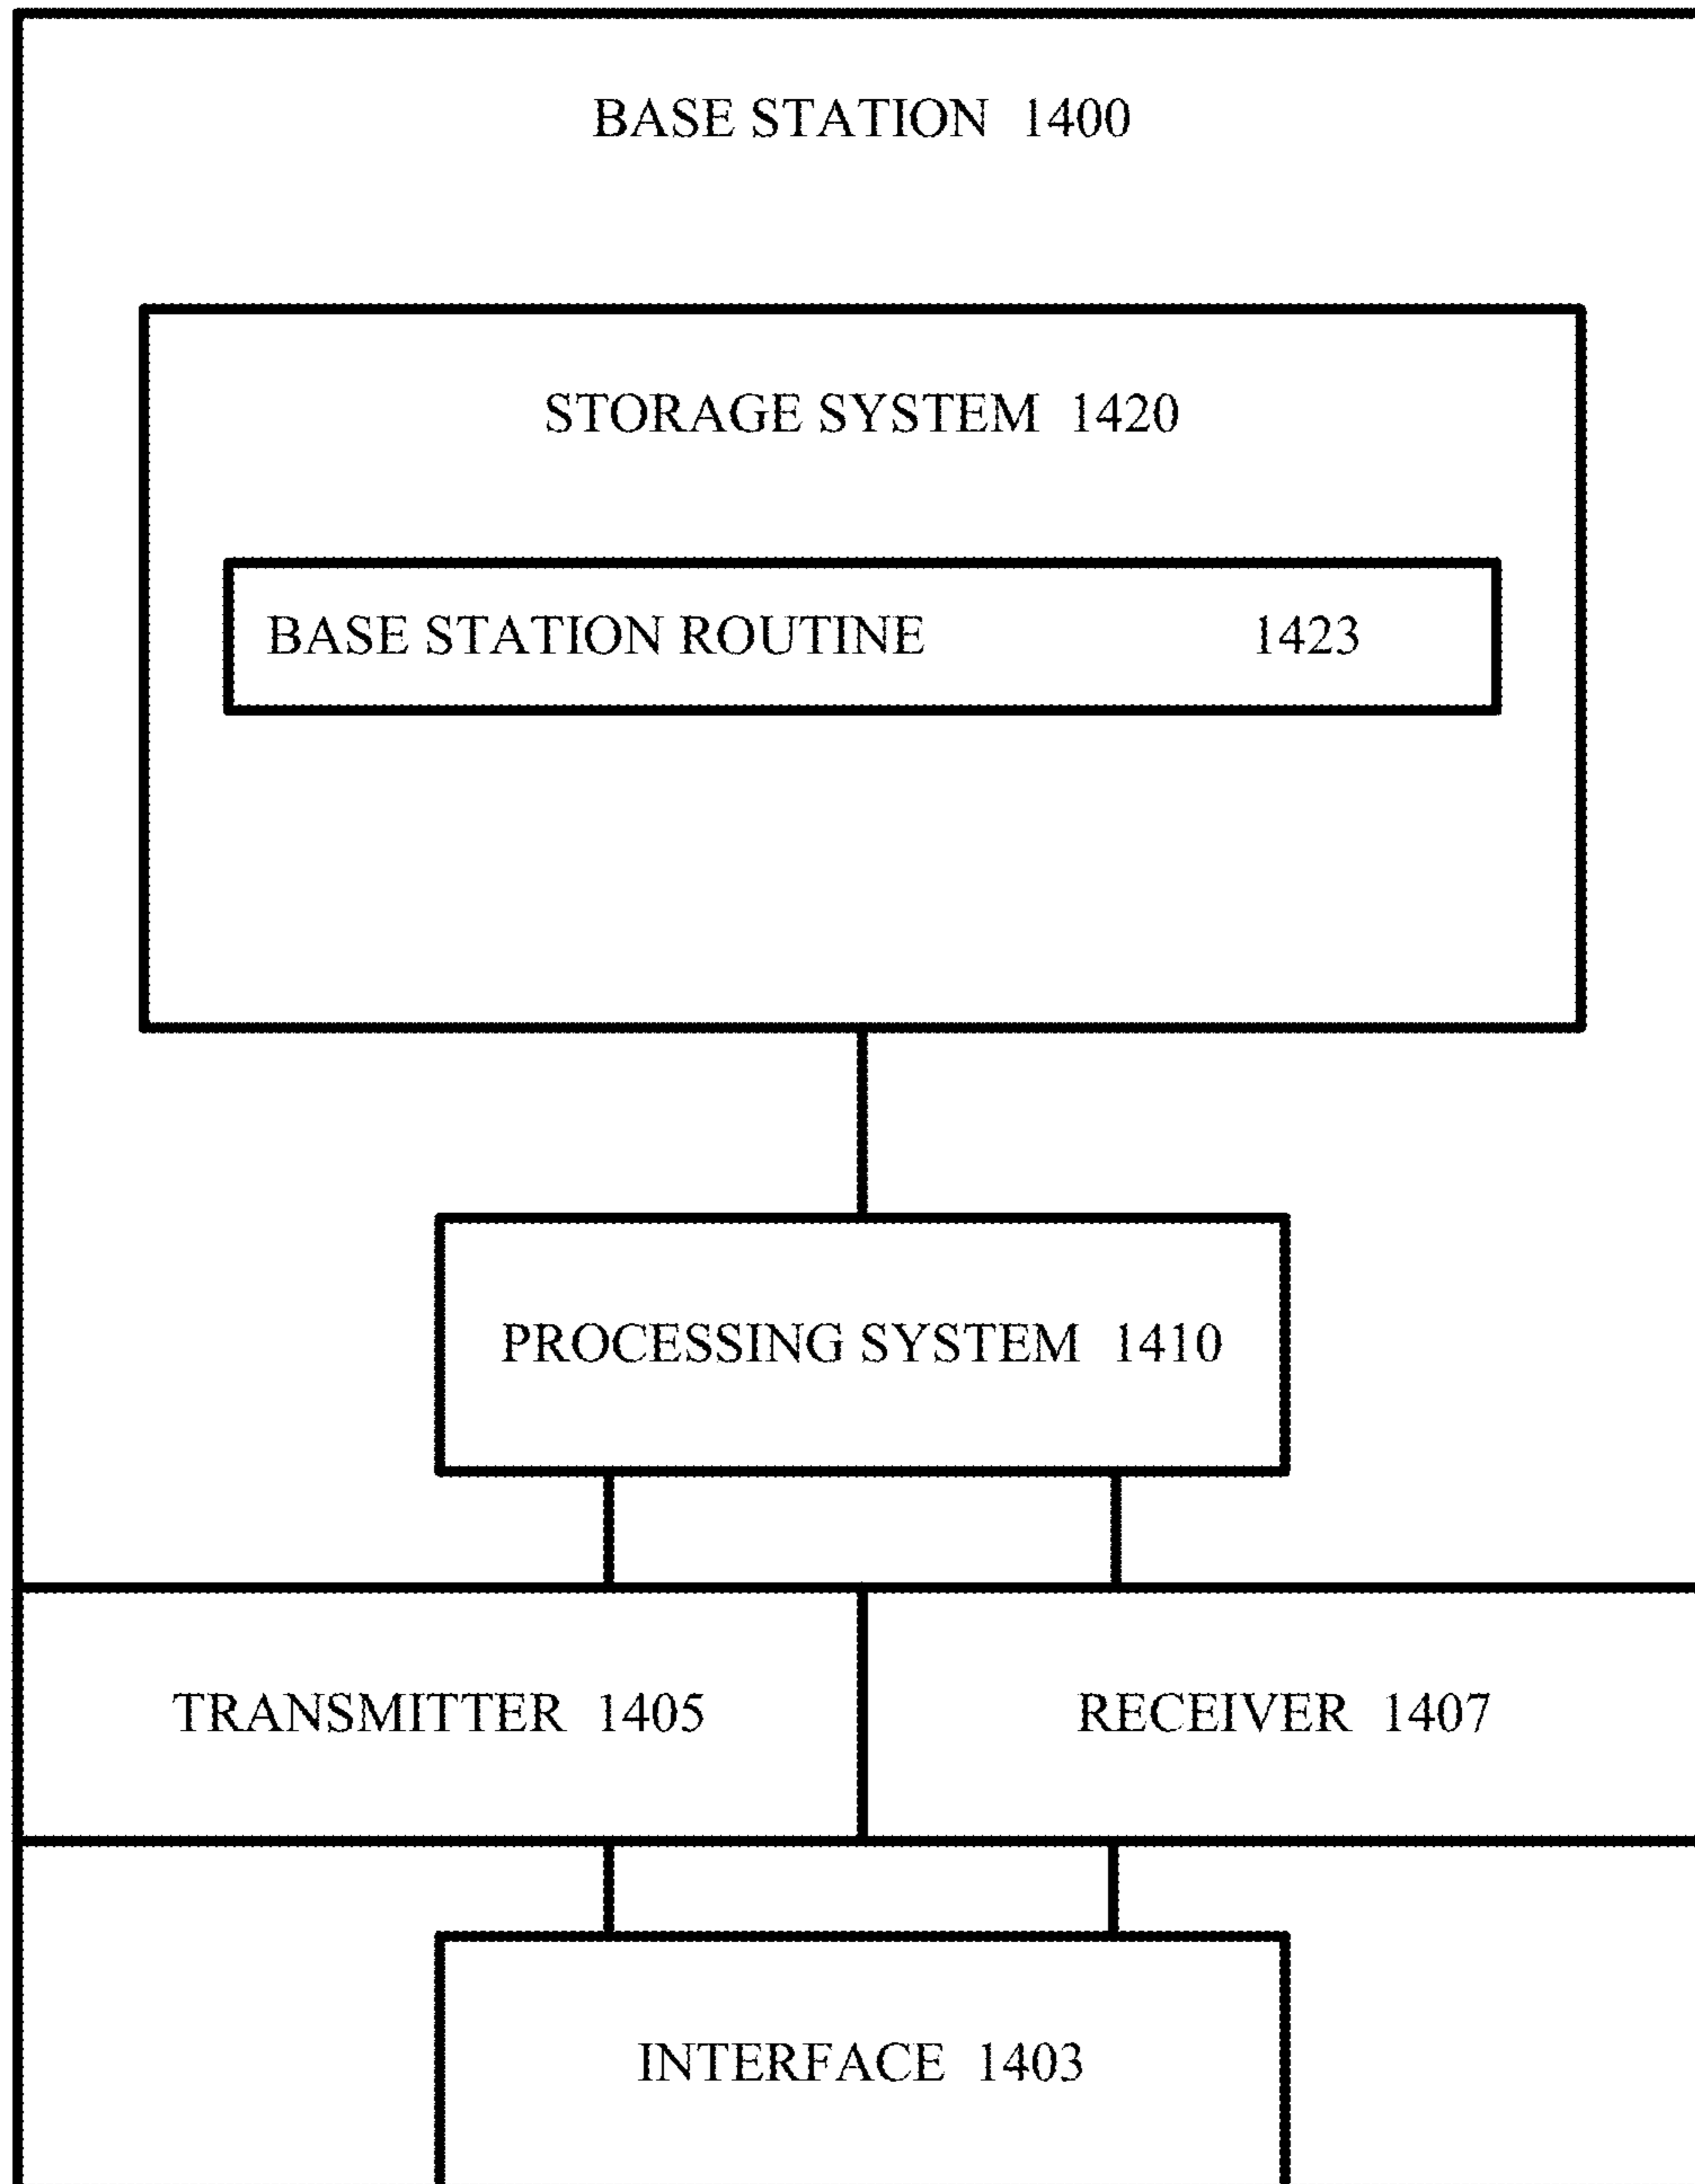 BASE STATION 1400
STORAGE SYSTEM 1420
BASE STATION ROUTINE 1423
PROCESSING SYSTEM 1410
TRANSMITTER 1405 RECEIVER 1407
INTERFACE 1403